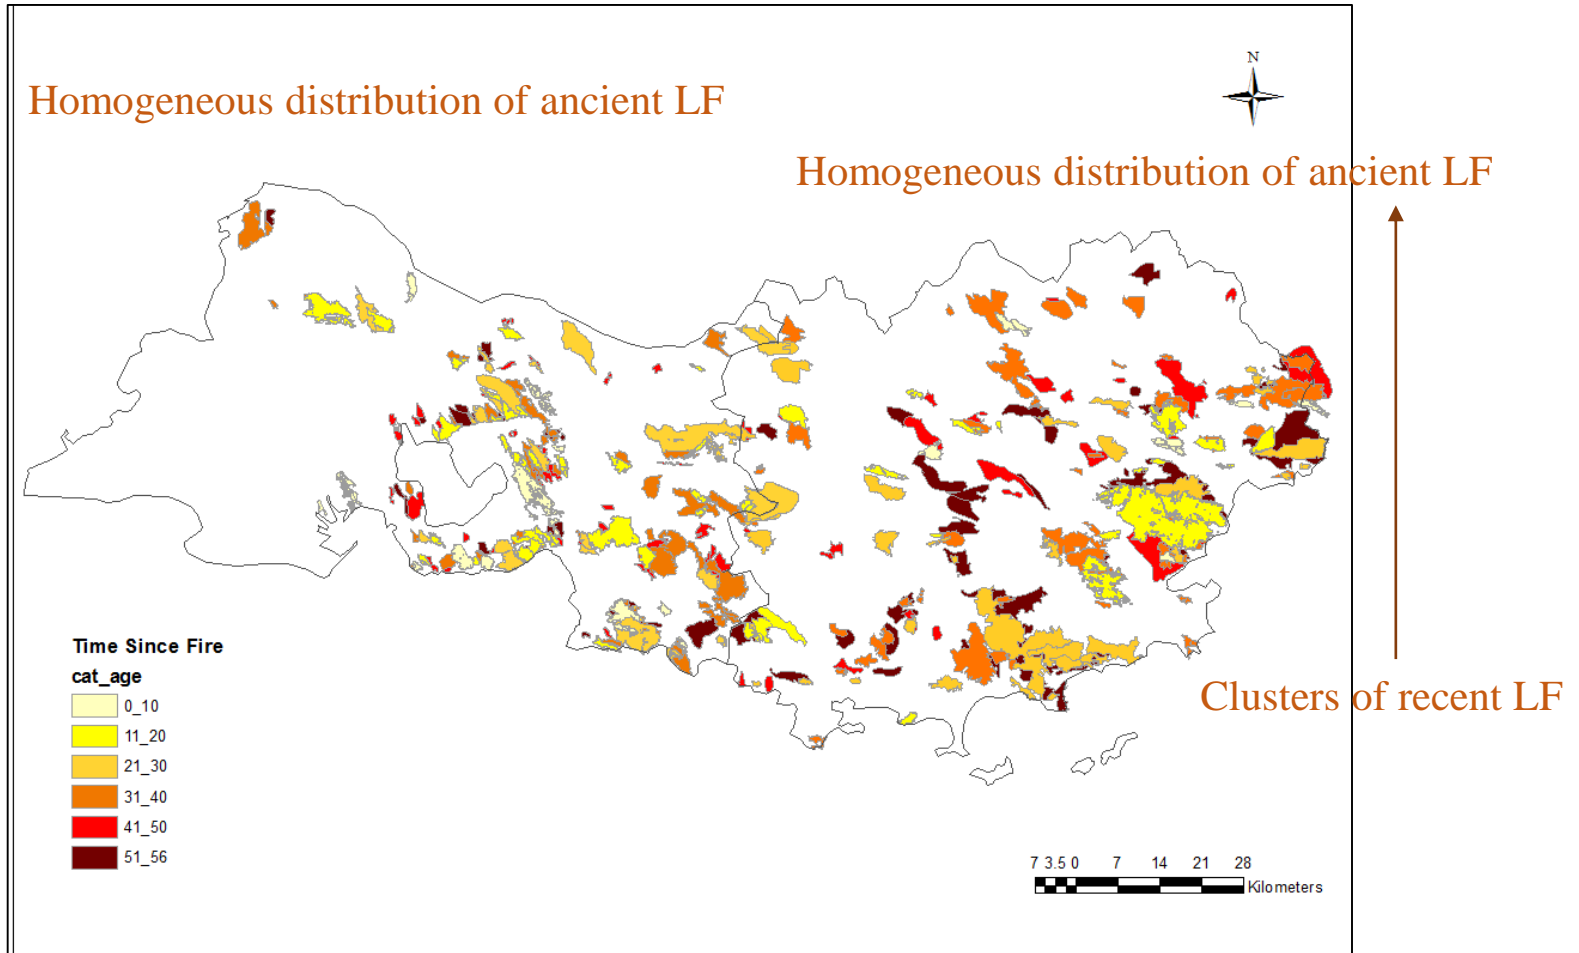 N
Homogeneous distribution of ancient LF
Homogeneous distribution of ancient LF
Time Since Fire
cat_age
0_10
11_20
21_30
31_40
41_50
51_56
Clusters of recent LF
7 3.5 0 7 14 21 28
Kilometers